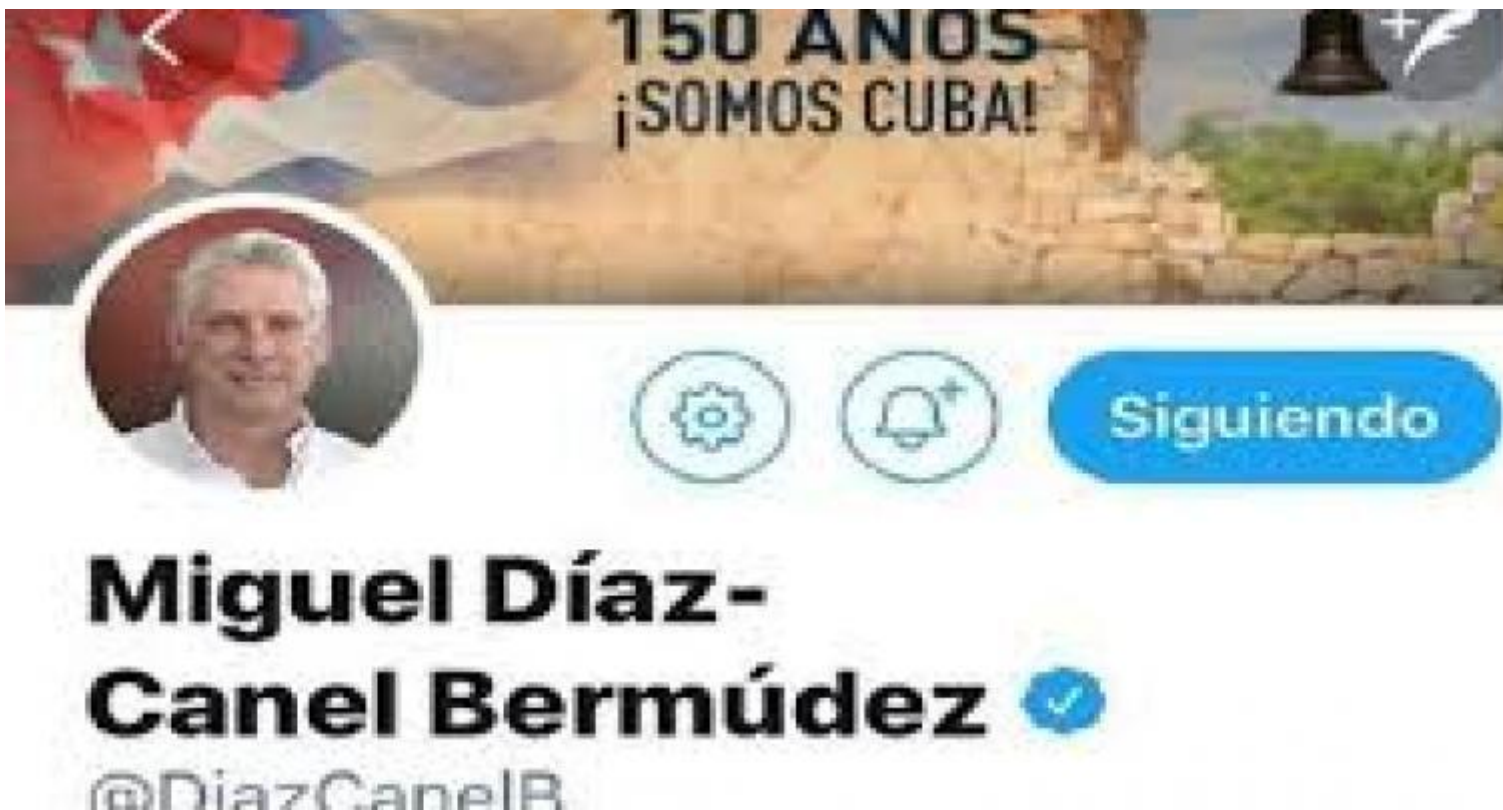 150 AÑOS
¡SOMOS CUBA!
Siguiendo
Miguel Díaz-
Canel Bermúdez
@DiazCanelB